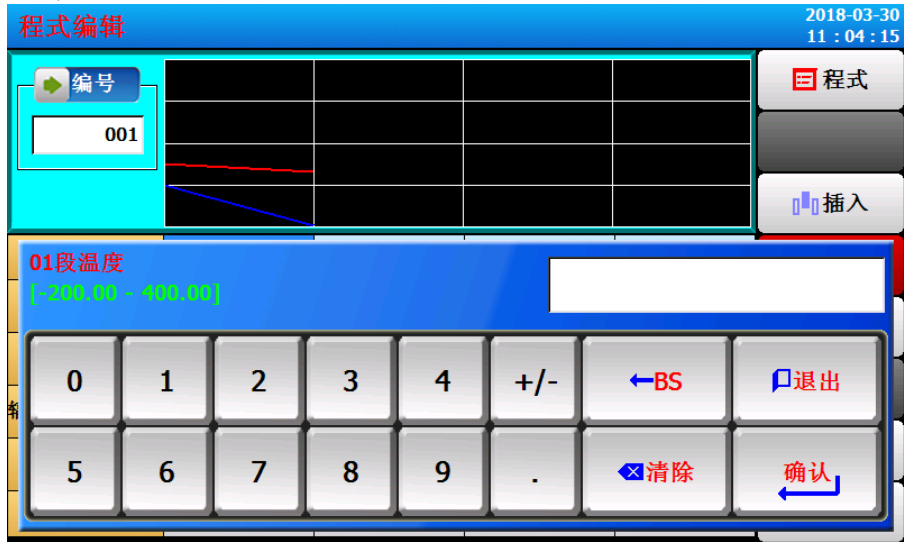 程式编辑
2018-03-30
11 : 04 : 15
编号
001
程式
插入
01段温度
[-200.00 - 400.00]
0 1 2 3 4 +/- ←BS 退出
5 6 7 8 9 . 清除 确认